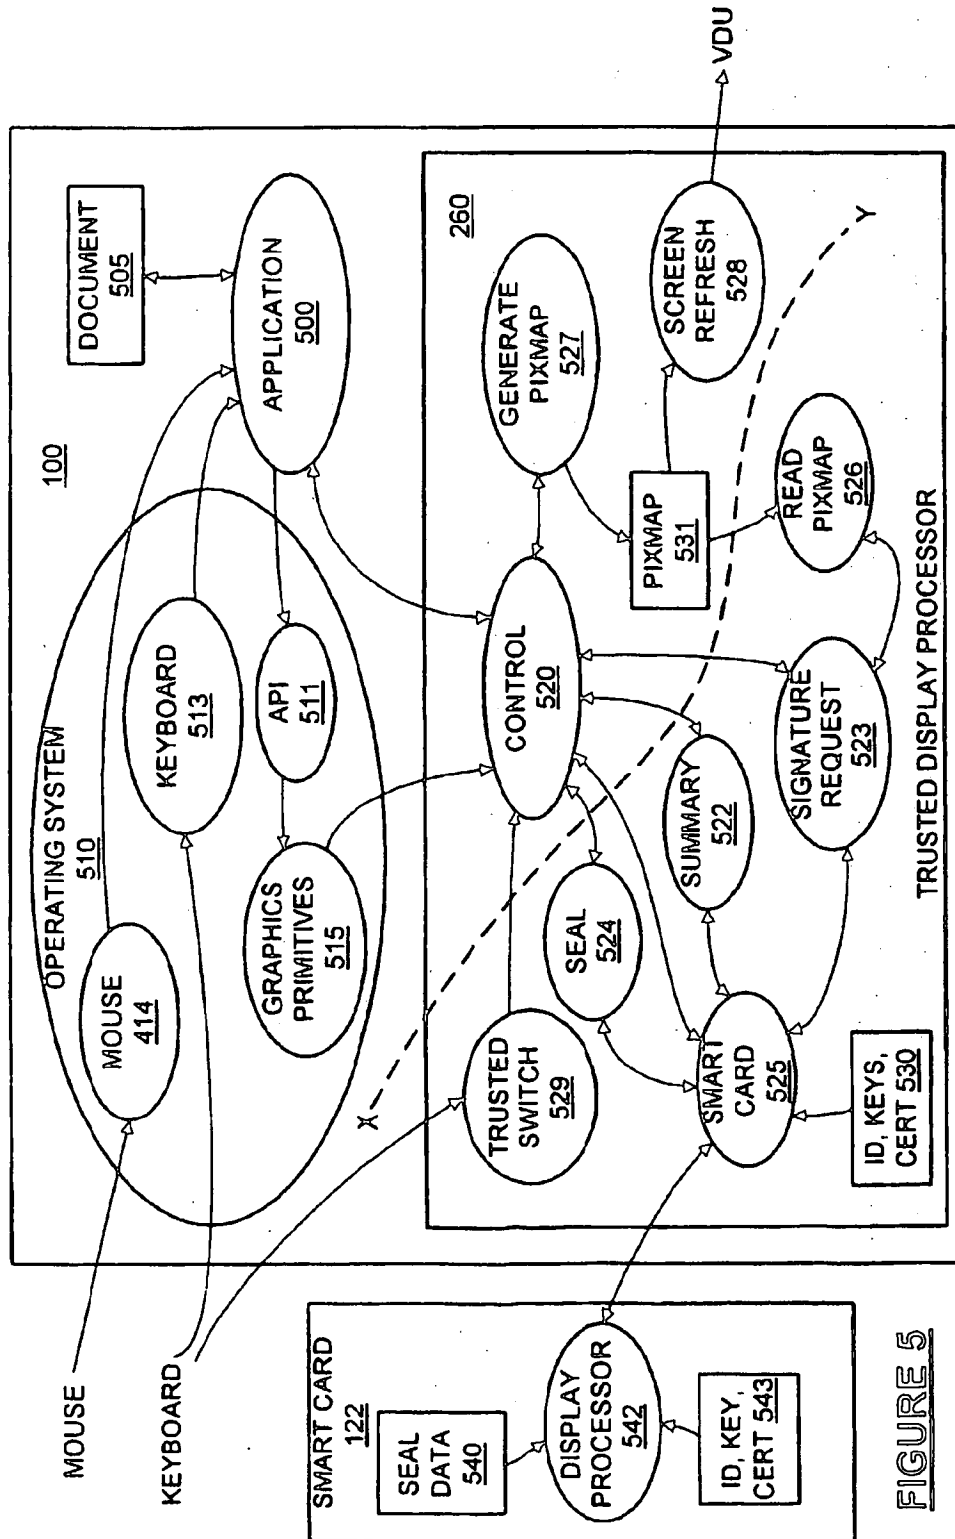 MOUSE
KEYBOARD
SMART CARD
122
SEAL
DATA
540
DISPLAY
PROCESSOR
542
ID, KEY,
CERT 543
100
OPERATING SYSTEM
510
MOUSE
414
KEYBOARD
513
API
511
GRAPHICS
PRIMITIVES
515
DOCUMENT
505
APPLICATION
500
260
X
Y
TRUSTED
SWITCH
529
CONTROL
520
GENERATE
PIXMAP
527
SEAL
524
PIXMAP
531
SCREEN
REFRESH
528
VDU
SUMMARY
522
READ
PIXMAP
526
SMART
CARD
525
SIGNATURE
REQUEST
523
ID, KEYS,
CERT 530
TRUSTED DISPLAY PROCESSOR
FIGURE 5